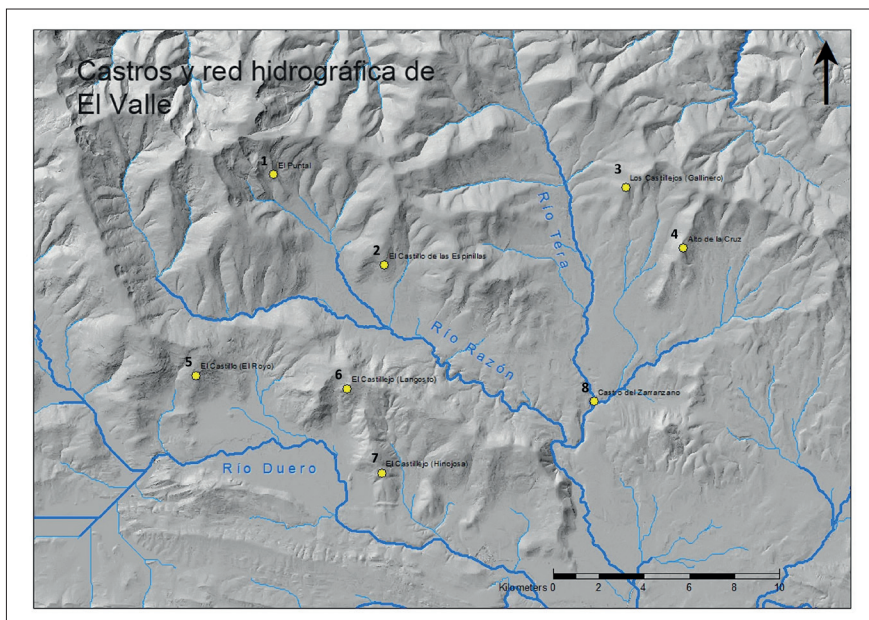 Castros y red hidrográfica de
El Valle
1
El Puntal
3
Los Castillejos (Gallinero)
Río Tera
2
El Castillo de las Espinillas
4
Alto de la Cruz
Río Razón
5
El Castillo (El Royo)
6
El Castillejo (Langosto)
8
Castro del Zarranzano
Río Duero
7
El Castillejo (Hinojosa)
Kilometers
0 2 4 6 8 10